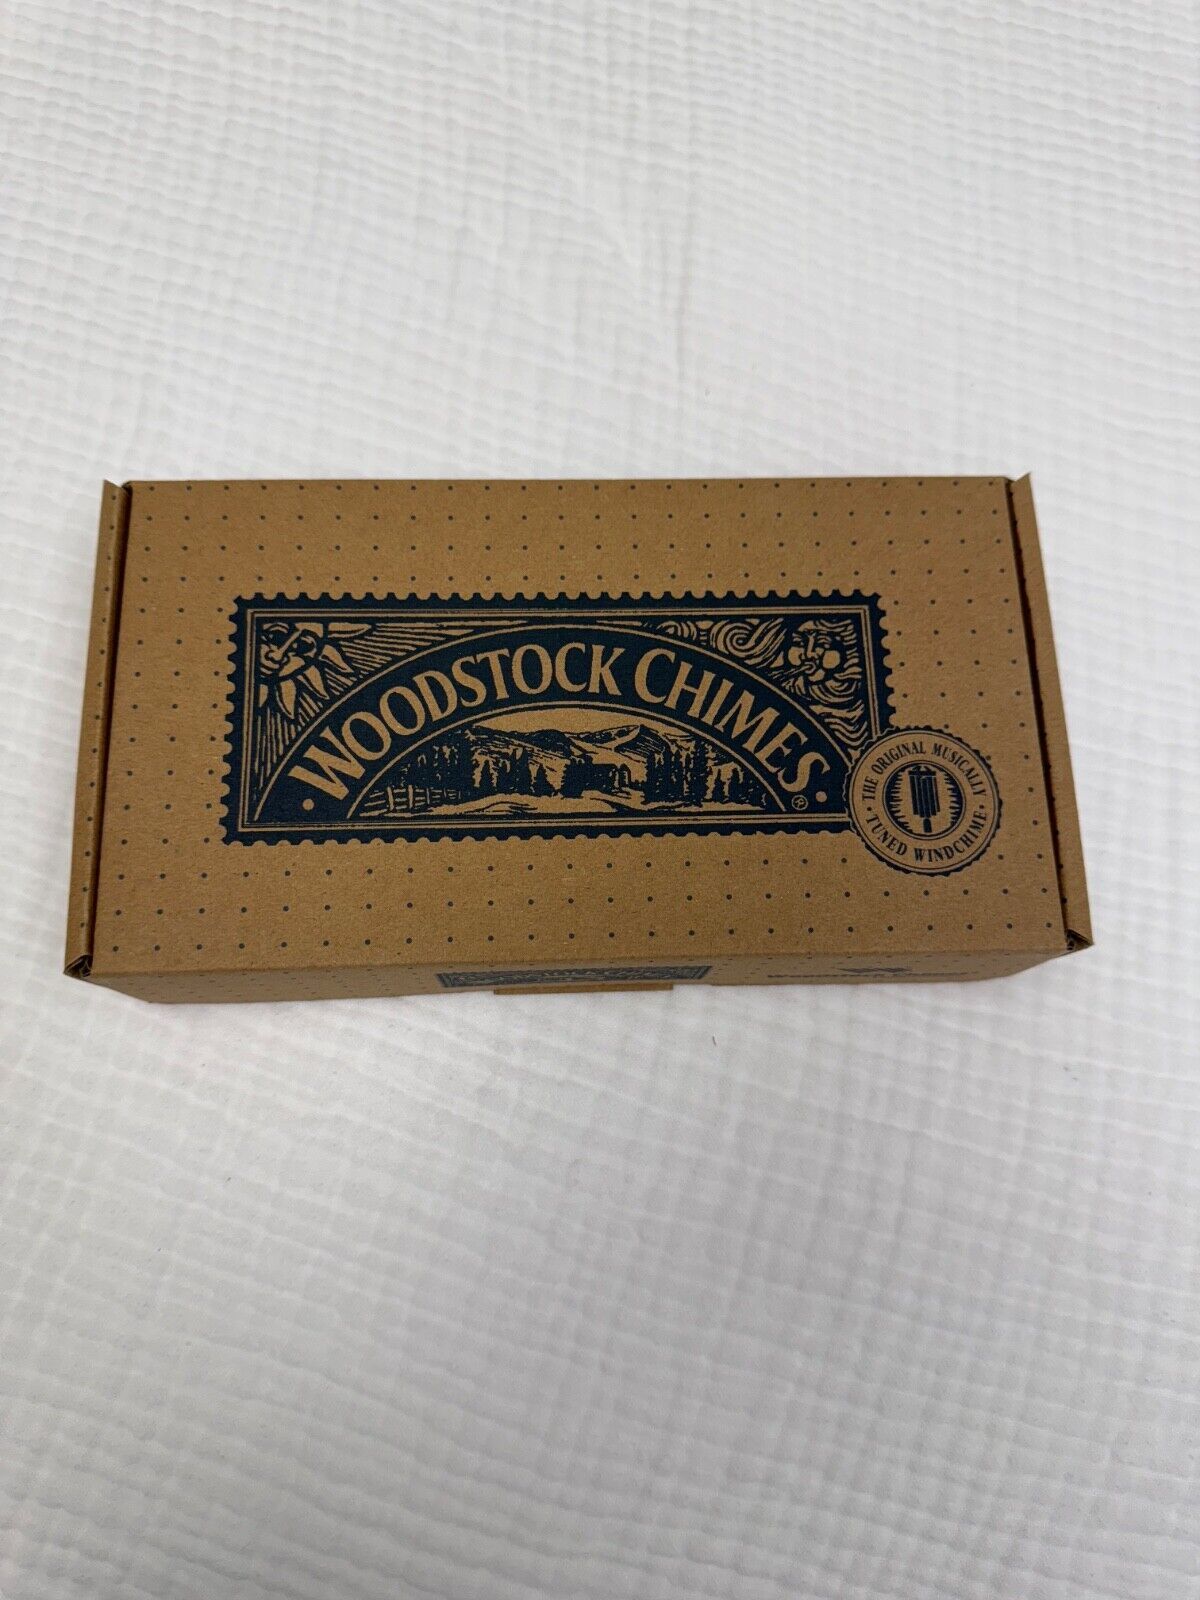 WOODSTOCK CHIMES
®
THE ORIGINAL MUSICALLY
• TUNED WINDCHIME •